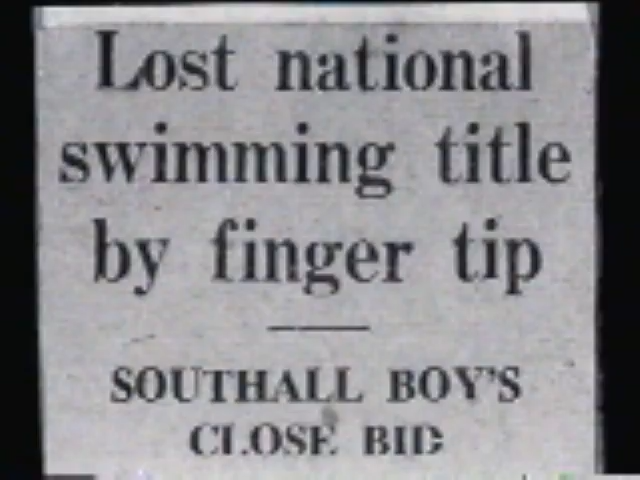 Lost national
swimming title
by finger tip
SOUTHALL BOY'S
CLOSE BID